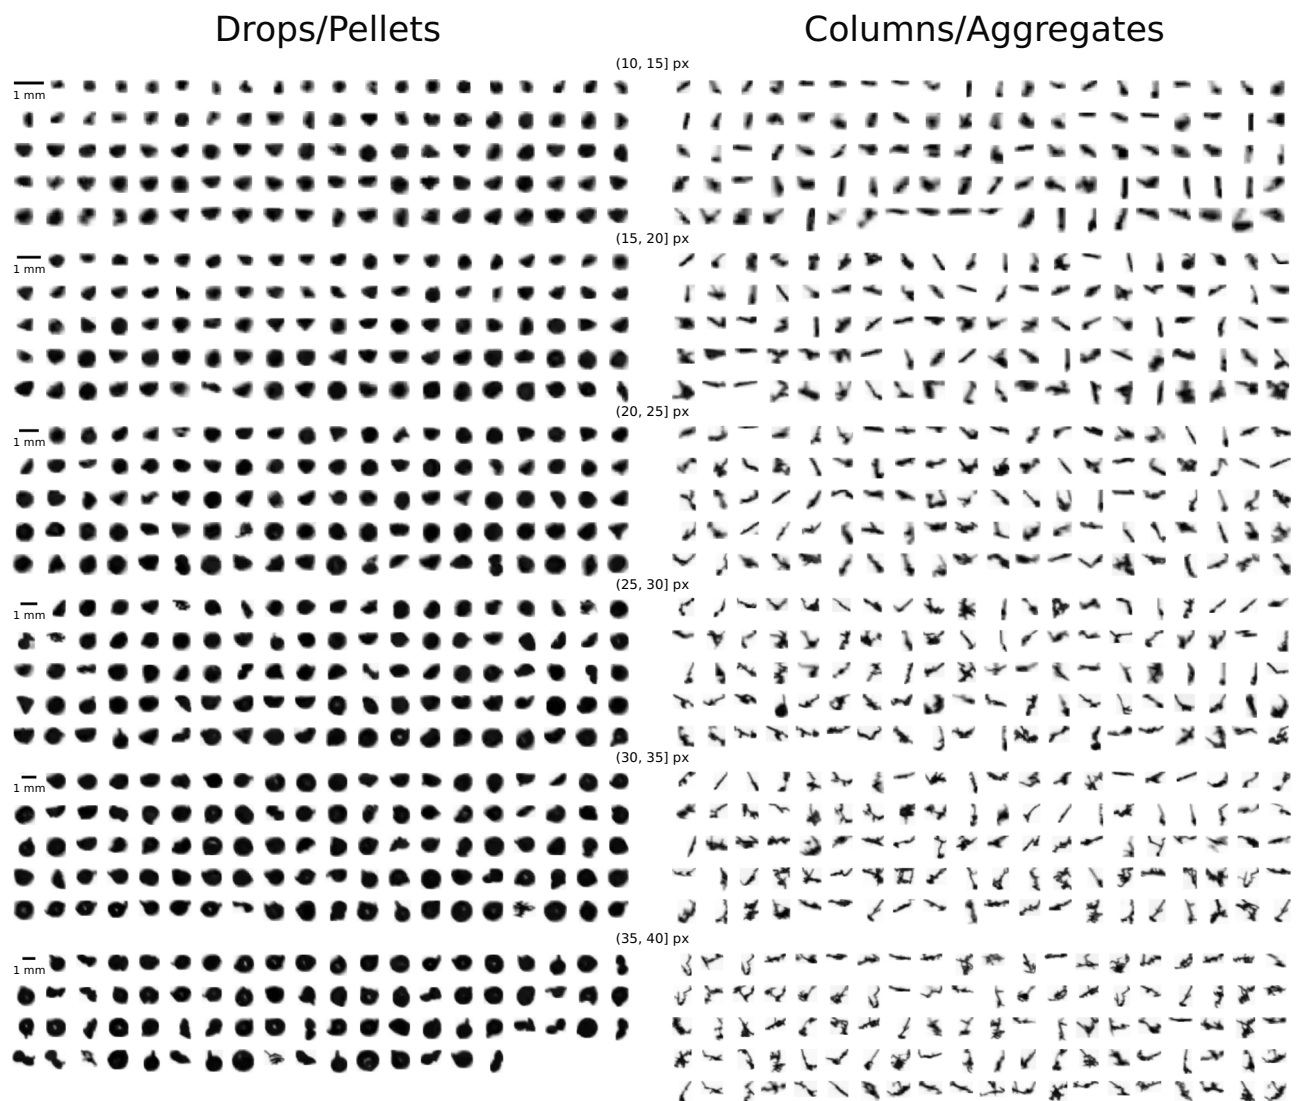 Drops/Pellets Columns/Aggregates
(10, 15] px
1 mm
(15, 20] px
1 mm
(20, 25] px
1 mm
(25, 30] px
1 mm
(30, 35] px
1 mm
(35, 40] px
1 mm